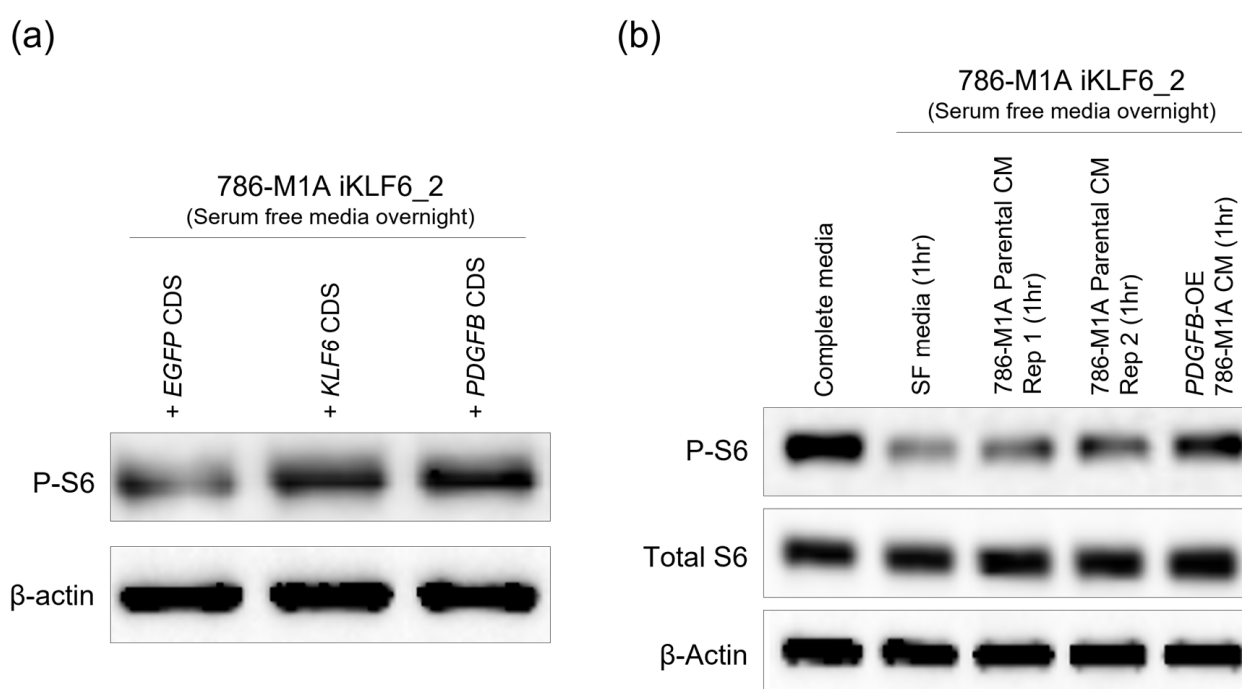 (a)
786-M1A iKLF6_2
(Serum free media overnight)
+ EGFP CDS
+ KLF6 CDS
+ PDGFB CDS
P-S6
β-actin
(b)
786-M1A iKLF6_2
(Serum free media overnight)
Complete media
SF media (1hr)
786-M1A Parental CM
Rep 1 (1hr)
786-M1A Parental CM
Rep 2 (1hr)
PDGFB-OE
786-M1A CM (1hr)
P-S6
Total S6
β-Actin